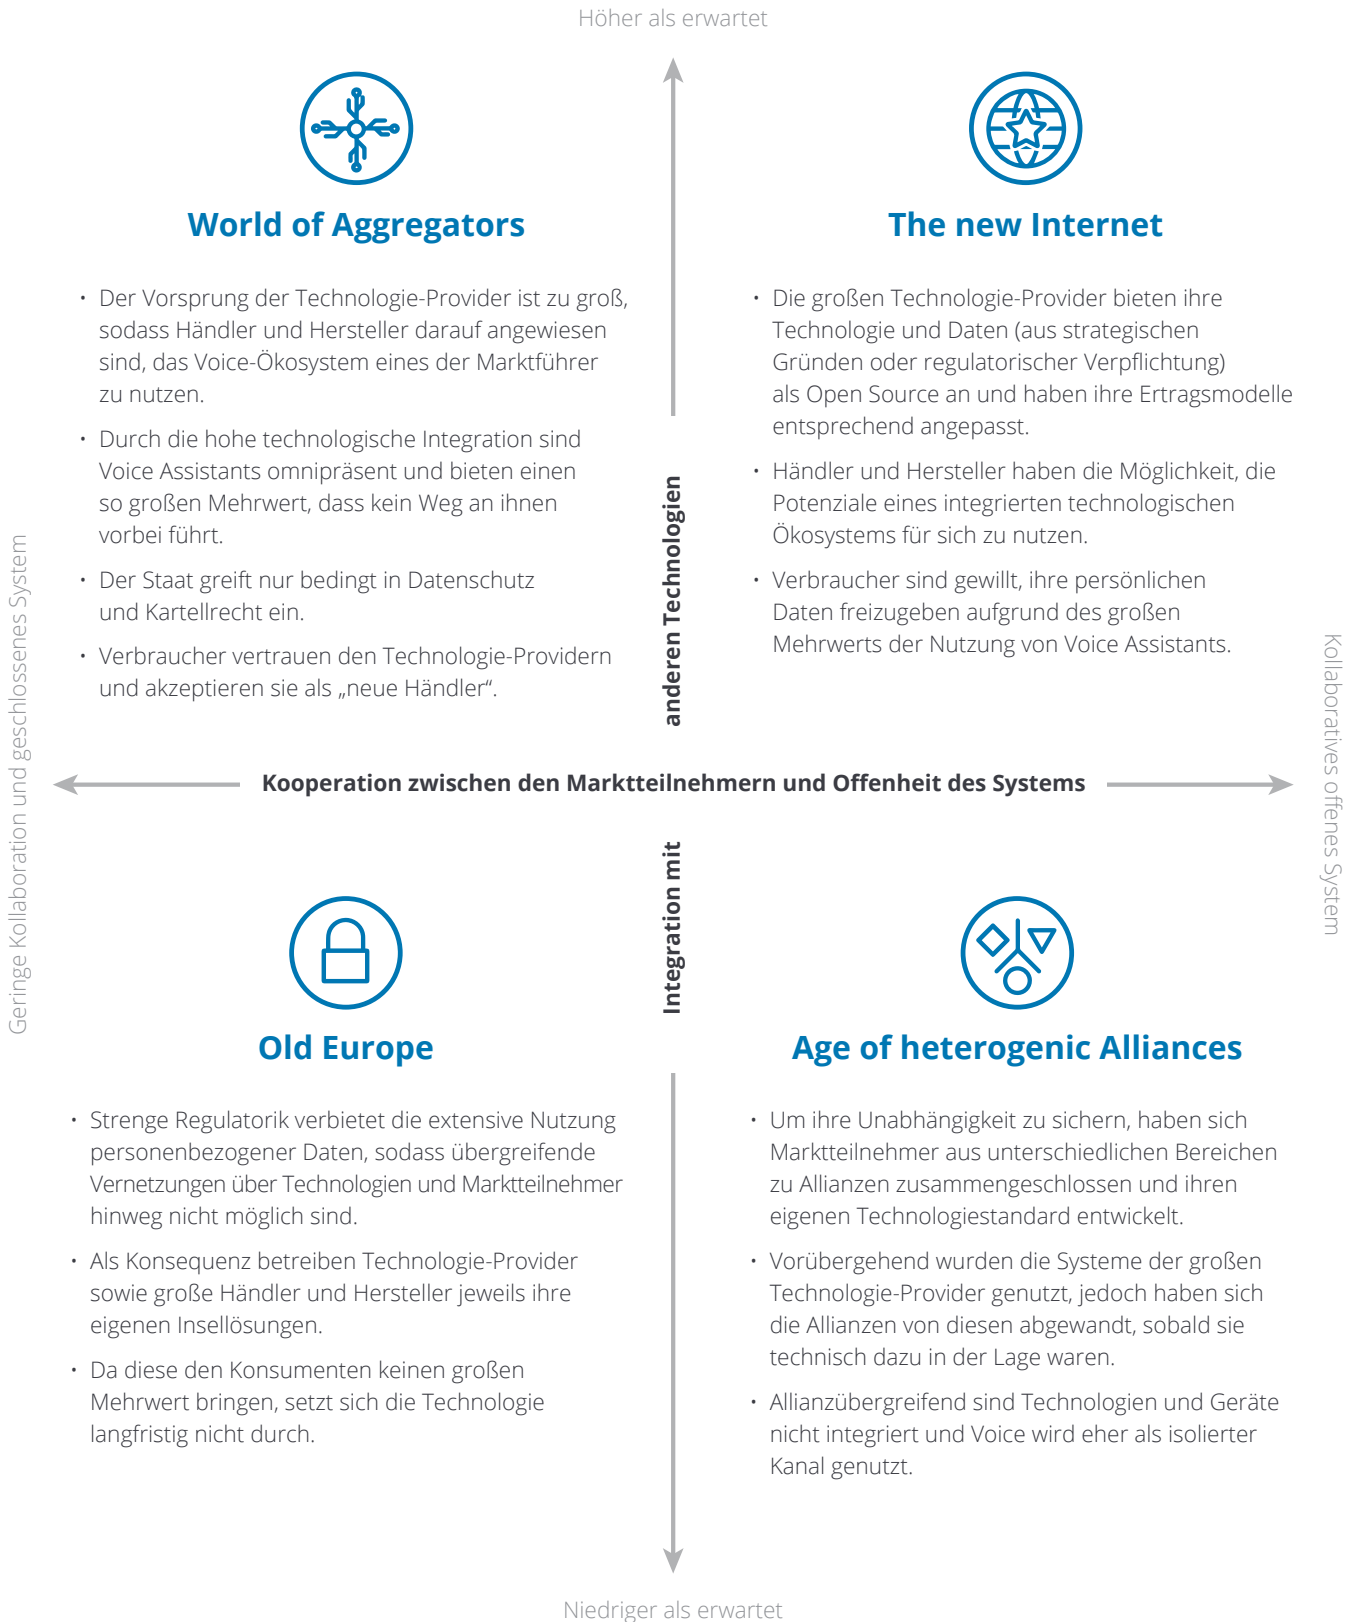 Höher als erwartet
World of Aggregators
• Der Vorsprung der Technologie-Provider ist zu groß,
sodass Händler und Hersteller darauf angewiesen
sind, das Voice-Ökosystem eines der Marktführer
zu nutzen.
• Durch die hohe technologische Integration sind
Voice Assistants omnipräsent und bieten einen
so großen Mehrwert, dass kein Weg an ihnen
vorbei führt.
• Der Staat greift nur bedingt in Datenschutz
und Kartellrecht ein.
• Verbraucher vertrauen den Technologie-Providern
und akzeptieren sie als „neue Händler“.
The new Internet
• Die großen Technologie-Provider bieten ihre
Technologie und Daten (aus strategischen
Gründen oder regulatorischer Verpflichtung)
als Open Source an und haben ihre Ertragsmodelle
entsprechend angepasst.
• Händler und Hersteller haben die Möglichkeit, die
Potenziale eines integrierten technologischen
Ökosystems für sich zu nutzen.
• Verbraucher sind gewillt, ihre persönlichen
Daten freizugeben aufgrund des großen
Mehrwerts der Nutzung von Voice Assistants.
Geringe Kollaboration und geschlossenes System
Kooperation zwischen den Marktteilnehmern und Offenheit des Systems
Kollaboratives offenes System
Integration mit
anderen Technologien
Old Europe
• Strenge Regulatorik verbietet die extensive Nutzung
personenbezogener Daten, sodass übergreifende
Vernetzungen über Technologien und Marktteilnehmer
hinweg nicht möglich sind.
• Als Konsequenz betreiben Technologie-Provider
sowie große Händler und Hersteller jeweils ihre
eigenen Insellösungen.
• Da diese den Konsumenten keinen großen
Mehrwert bringen, setzt sich die Technologie
langfristig nicht durch.
Age of heterogenic Alliances
• Um ihre Unabhängigkeit zu sichern, haben sich
Marktteilnehmer aus unterschiedlichen Bereichen
zu Allianzen zusammengeschlossen und ihren
eigenen Technologiestandard entwickelt.
• Vorübergehend wurden die Systeme der großen
Technologie-Provider genutzt, jedoch haben sich
die Allianzen von diesen abgewandt, sobald sie
technisch dazu in der Lage waren.
• Allianzübergreifend sind Technologien und Geräte
nicht integriert und Voice wird eher als isolierter
Kanal genutzt.
Niedriger als erwartet